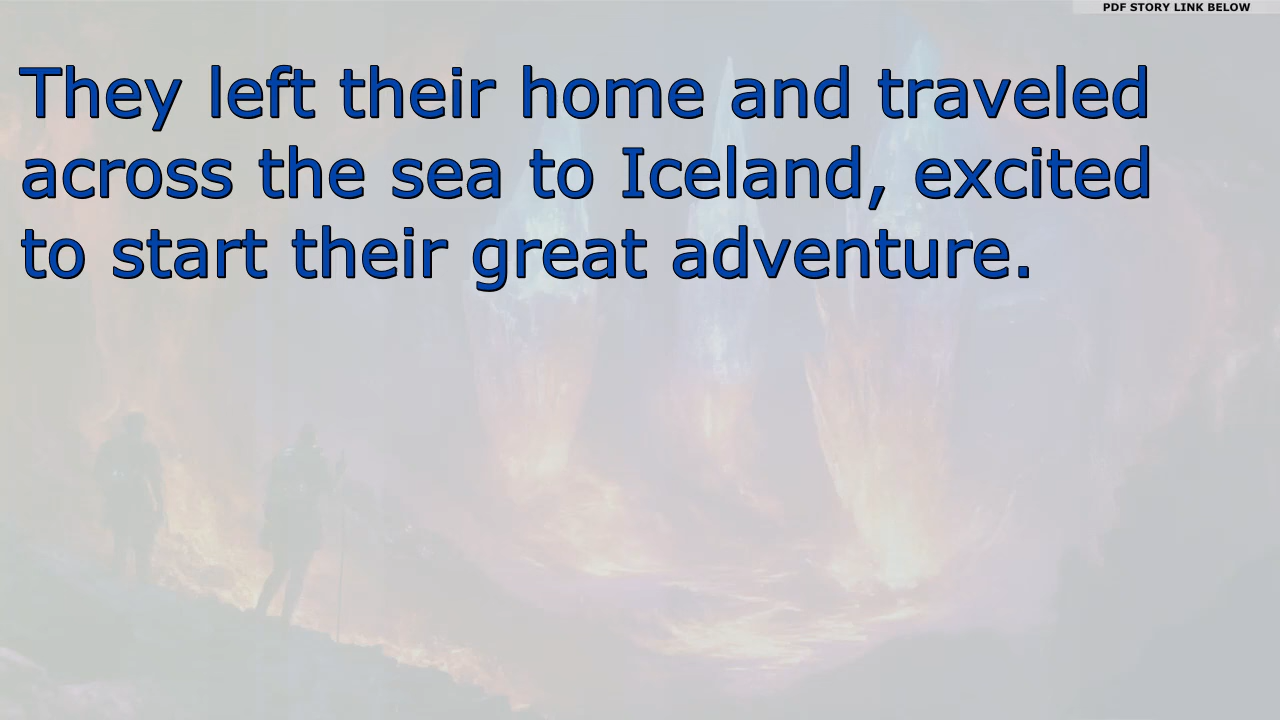 PDF STORY LINK BELOW
They left their home and traveled
across the sea to Iceland, excited
to start their great adventure.